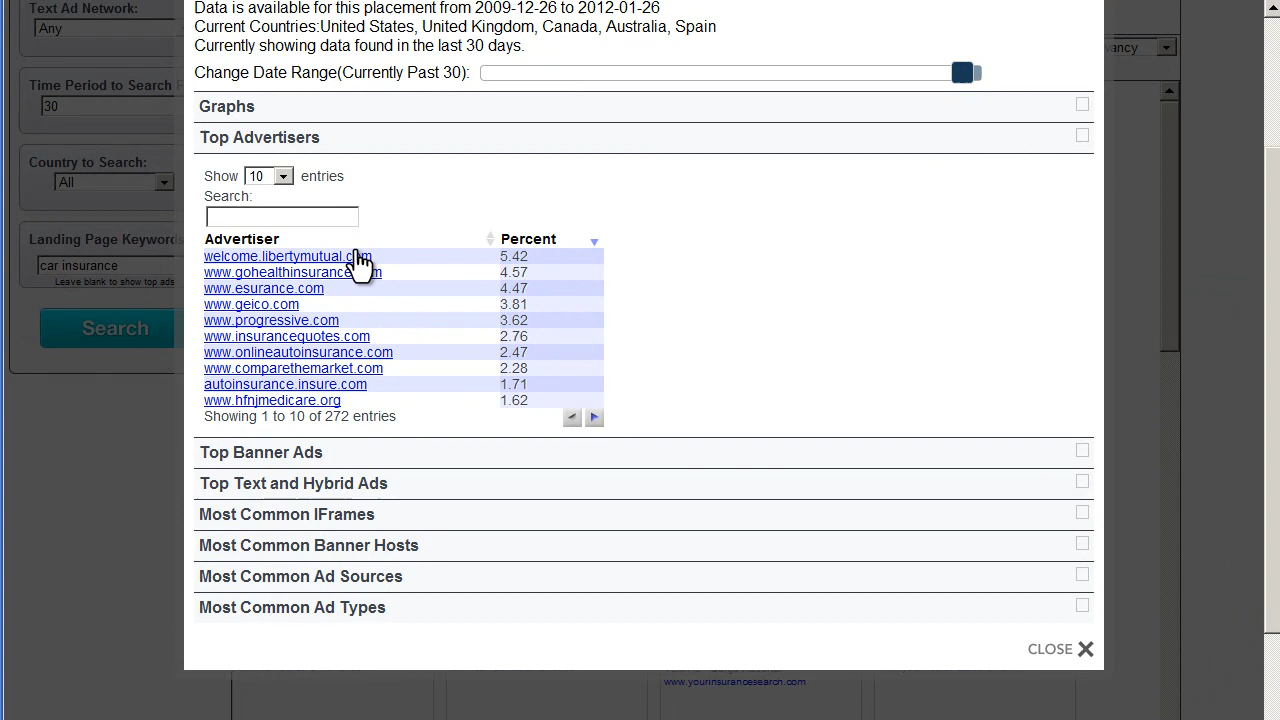 Text Ad Network:
Any
Time Period to Search
30
Country to Search:
All
Landing Page Keywords
car insurance
Leave blank to show top ads
Search
Data is available for this placement from 2009-12-26 to 2012-01-26
Current Countries:United States, United Kingdom, Canada, Australia, Spain
Currently showing data found in the last 30 days.
Change Date Range(Currently Past 30):
Graphs
Top Advertisers
Show 10 entries
Search:
Advertiser Percent
welcome.libertymutual. 5.42
www.gohealthinsurance 4.57
www.esurance.com 4.47
www.geico.com 3.81
www.progressive.com 3.62
www.insurancequotes.com 2.76
www.onlineautoinsurance.com 2.47
www.comparethemarket.com 2.28
autoinsurance.insure.com 1.71
www.hfnjmedicare.org 1.62
Showing 1 to 10 of 272 entries
Top Banner Ads
Top Text and Hybrid Ads
Most Common IFrames
Most Common Banner Hosts
Most Common Ad Sources
Most Common Ad Types
CLOSE
www.yourinsurancesearch.com